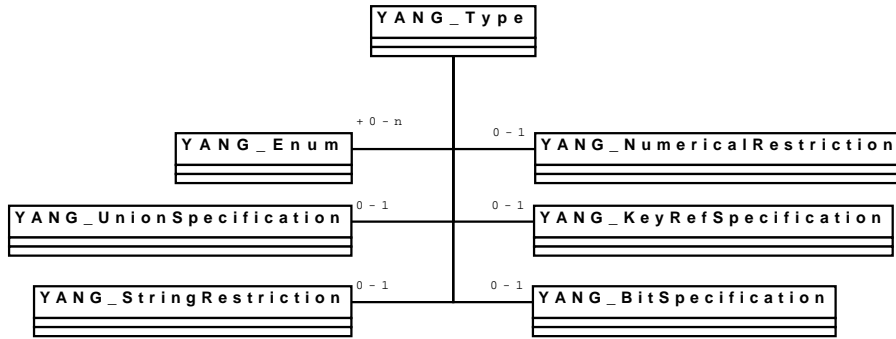 YANG_Type
+0-n
0-1
YANG_Enum
YANG_NumericalRestriction
0-1
0-1
YANG_UnionSpecification
YANG_KeyRefSpecification
0-1
0-1
YANG_StringRestriction
YANG_BitSpecification